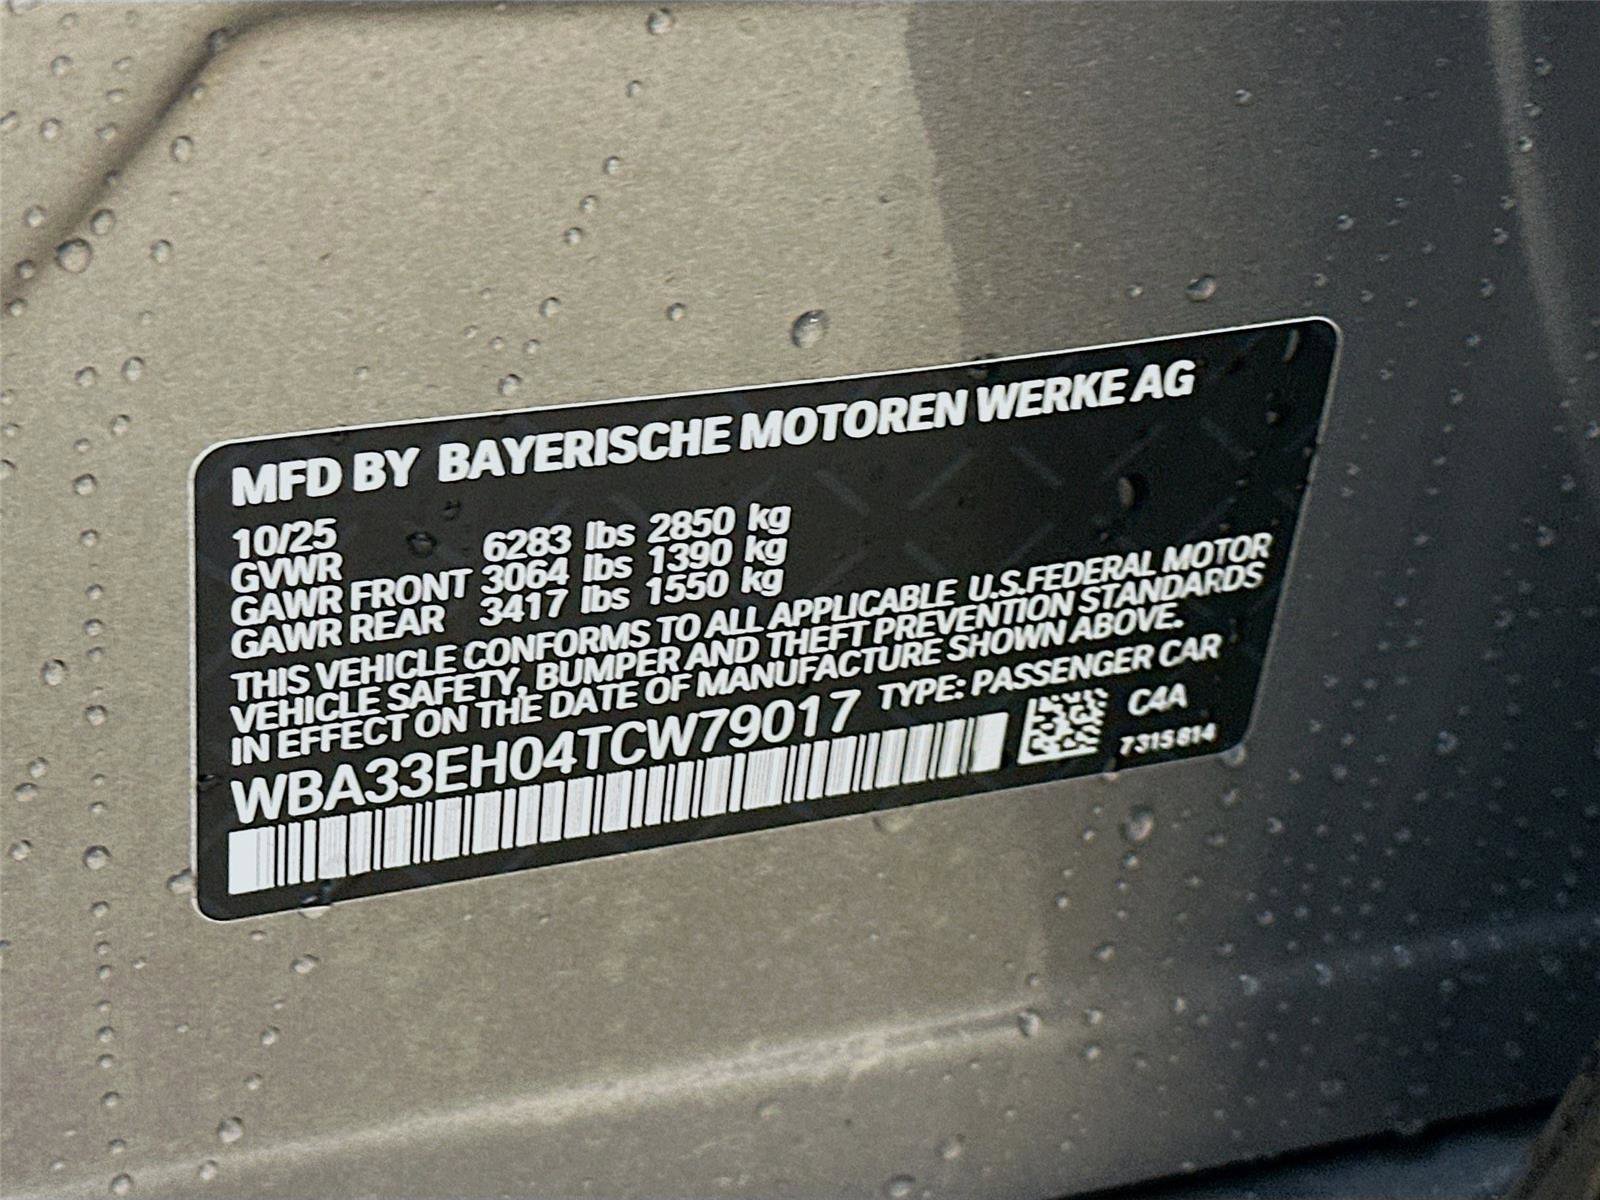 MFD BY BAYERISCHE MOTOREN WERKE AG
10/25
GVWR 6283 lbs 2850 kg
GAWR FRONT 3064 lbs 1390 kg
GAWR REAR 3417 lbs 1550 kg
THIS VEHICLE CONFORMS TO ALL APPLICABLE U.S.FEDERAL MOTOR
VEHICLE SAFETY, BUMPER AND THEFT PREVENTION STANDARDS
IN EFFECT ON THE DATE OF MANUFACTURE SHOWN ABOVE.
WBA33EH04TCW79017 TYPE: PASSENGER CAR
C4A
7315814